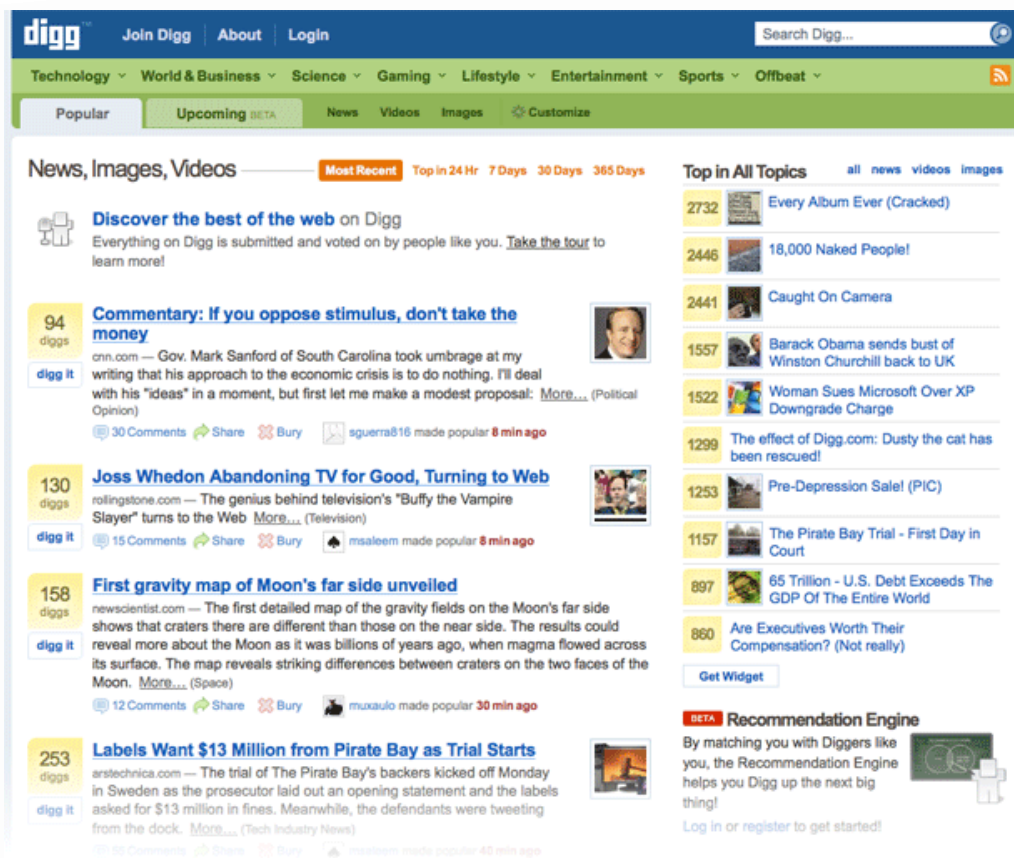 digg™ Join Digg About Login Search Digg...
Technology World & Business Science Gaming Lifestyle Entertainment Sports Offbeat
Popular Upcoming BETA News Videos Images Customize
News, Images, Videos Most Recent Top in 24 Hr 7 Days 30 Days 365 Days
Discover the best of the web on Digg
Everything on Digg is submitted and voted on by people like you. Take the tour to
learn more!
94
diggs
digg it
Commentary: If you oppose stimulus, don't take the
money
cnn.com — Gov. Mark Sanford of South Carolina took umbrage at my
writing that his approach to the economic crisis is to do nothing. I'll deal
with his "ideas" in a moment, but first let me make a modest proposal: More... (Political
Opinion)
30 Comments Share Bury sguerra816 made popular 8 min ago
130
diggs
digg it
Joss Whedon Abandoning TV for Good, Turning to Web
rollingstone.com — The genius behind television's "Buffy the Vampire
Slayer" turns to the Web More... (Television)
15 Comments Share Bury msaleem made popular 8 min ago
158
diggs
digg it
First gravity map of Moon's far side unveiled
newscientist.com — The first detailed map of the gravity fields on the Moon's far side
shows that craters there are different than those on the near side. The results could
reveal more about the Moon as it was billions of years ago, when magma flowed across
its surface. The map reveals striking differences between craters on the two faces of the
Moon. More... (Space)
12 Comments Share Bury muxaulo made popular 30 min ago
253
diggs
digg it
Labels Want $13 Million from Pirate Bay as Trial Starts
arstechnica.com — The trial of The Pirate Bay's backers kicked off Monday
in Sweden as the prosecutor laid out an opening statement and the labels
asked for $13 million in fines. Meanwhile, the defendants were tweeting
from the dock. More... (Tech Industry News)
Comments Share Bury msaleem made popular 40 min ago
Top in All Topics all news videos images
2732 Every Album Ever (Cracked)
2446 18,000 Naked People!
2441 Caught On Camera
1557 Barack Obama sends bust of
Winston Churchill back to UK
1522 Woman Sues Microsoft Over XP
Downgrade Charge
1299 The effect of Digg.com: Dusty the cat has
been rescued!
1253 Pre-Depression Sale! (PIC)
1157 The Pirate Bay Trial - First Day in
Court
897 65 Trillion - U.S. Debt Exceeds The
GDP Of The Entire World
860 Are Executives Worth Their
Compensation? (Not really)
Get Widget
BETA Recommendation Engine
By matching you with Diggers like
you, the Recommendation Engine
helps you Digg up the next big
thing!
Log in or register to get started!